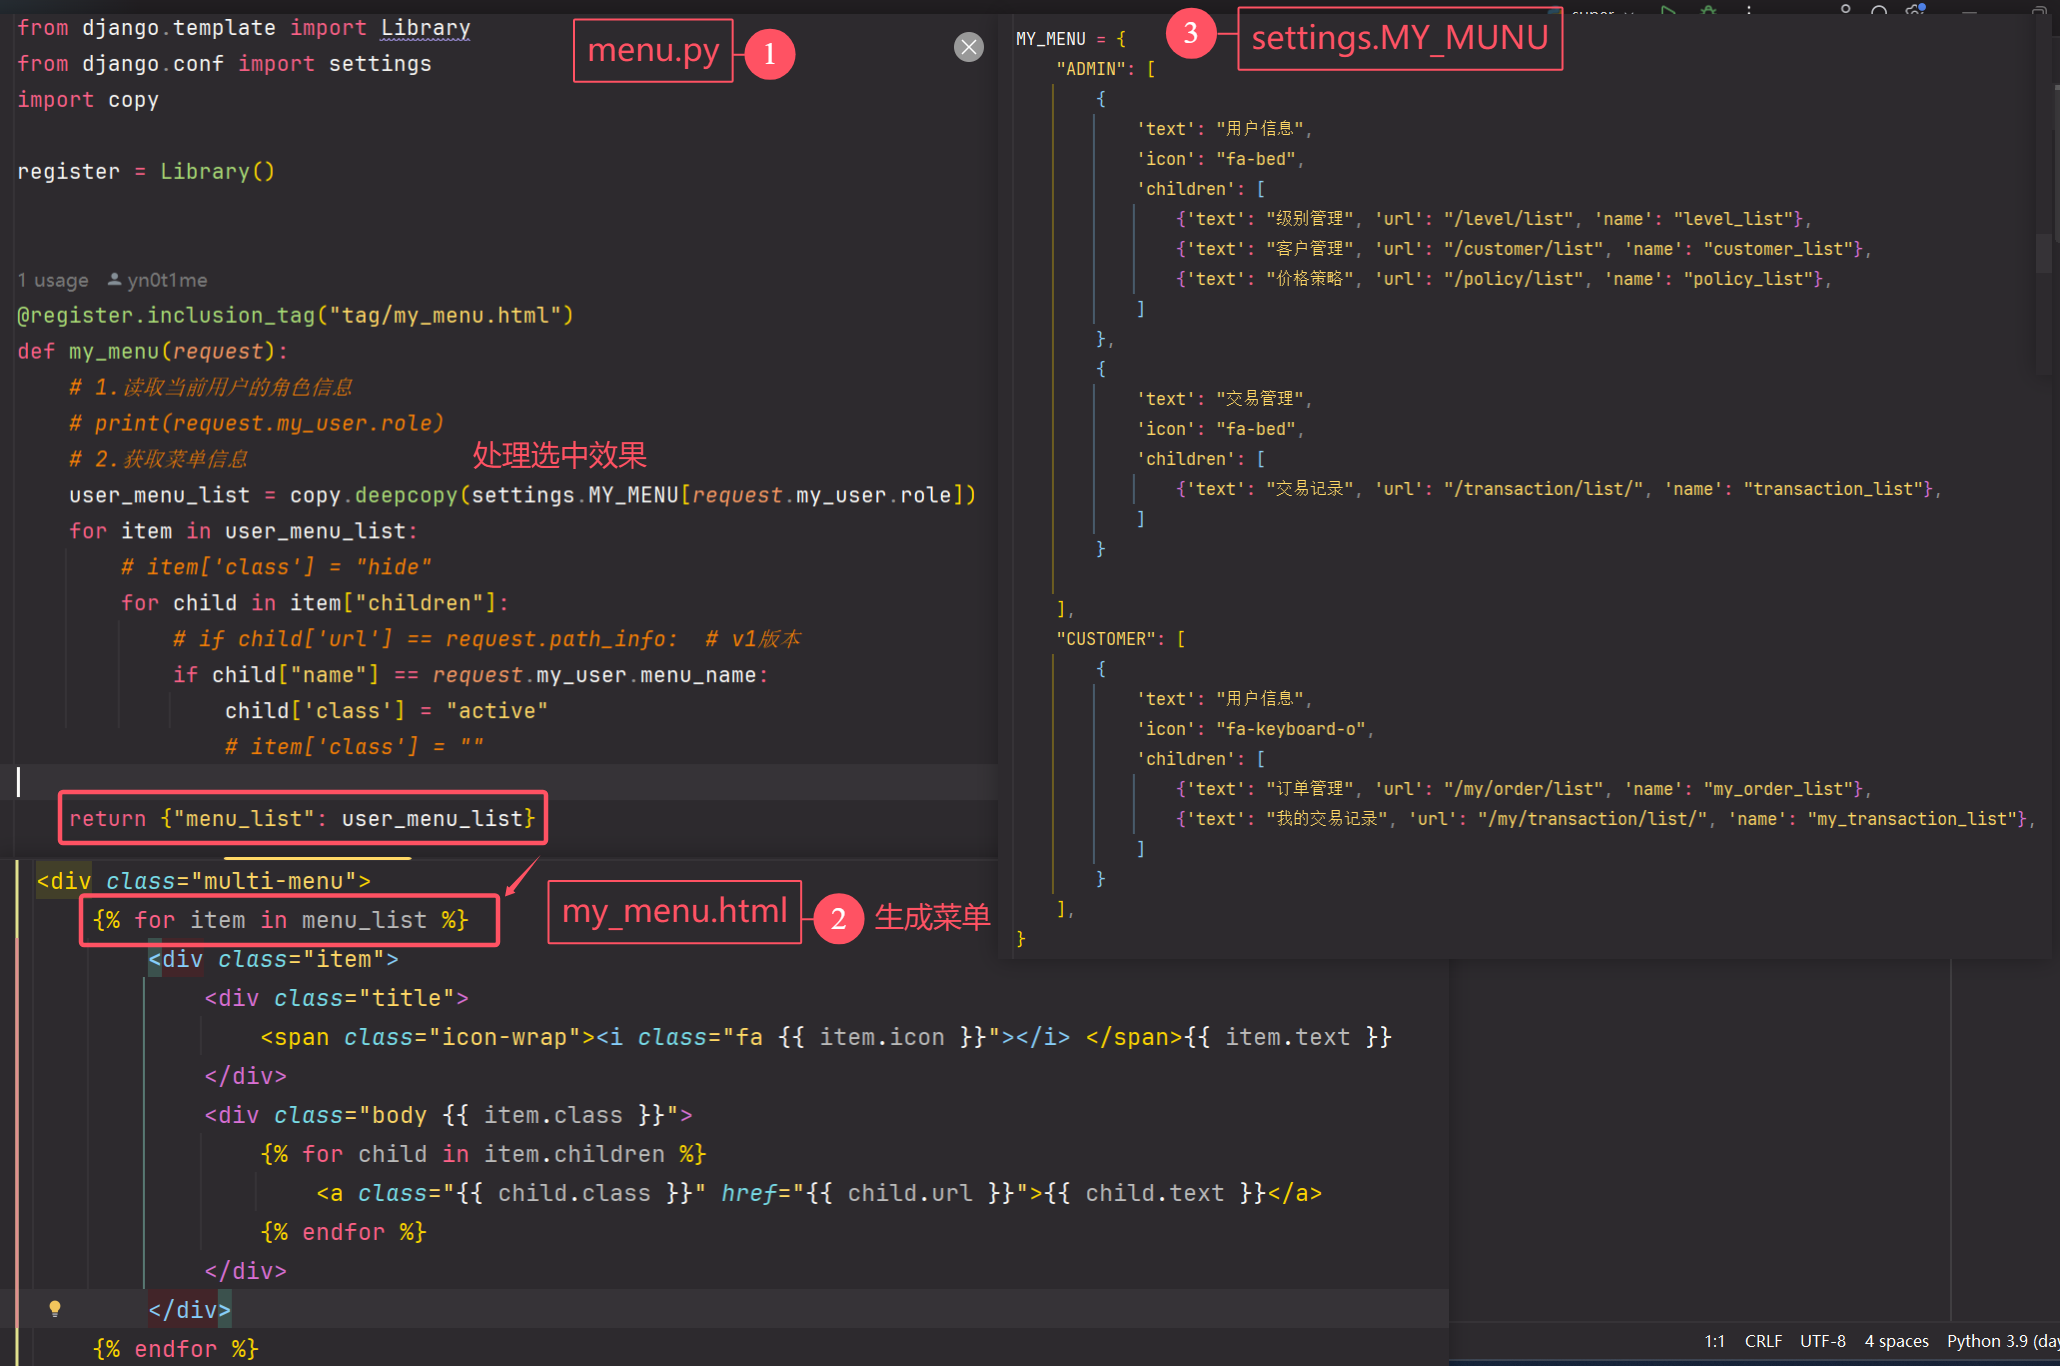 from django.template import Library
from django.conf import settings
import copy
menu.py
1
register = Library()
1 usage yn0t1me
@register.inclusion_tag("tag/my_menu.html")
def my_menu(request):
# 1.读取当前用户的角色信息
# print(request.my_user.role)
# 2.获取菜单信息
处理选中效果
user_menu_list = copy.deepcopy(settings.MY_MENU[request.my_user.role])
for item in user_menu_list:
# item['class'] = "hide"
for child in item["children"]:
# if child['url'] == request.path_info: # v1版本
if child["name"] == request.my_user.menu_name:
child['class'] = "active"
# item['class'] = ""
return {"menu_list": user_menu_list}
<div class="multi-menu">
{% for item in menu_list %}
my_menu.html
2
生成菜单
<div class="item">
<div class="title">
<span class="icon-wrap"><i class="fa {{ item.icon }}"></i> </span>{{ item.text }}
</div>
<div class="body {{ item.class }}">
{% for child in item.children %}
<a class="{{ child.class }}" href="{{ child.url }}">{{ child.text }}</a>
{% endfor %}
</div>
</div>
{% endfor %}
3
settings.MY_MUNU
MY_MENU = {
"ADMIN": [
{
'text': "用户信息",
'icon': "fa-bed",
'children': [
{'text': "级别管理", 'url': "/level/list", 'name': "level_list"},
{'text': "客户管理", 'url': "/customer/list", 'name': "customer_list"},
{'text': "价格策略", 'url': "/policy/list", 'name': "policy_list"},
]
},
{
'text': "交易管理",
'icon': "fa-bed",
'children': [
{'text': "交易记录", 'url': "/transaction/list/", 'name': "transaction_list"},
]
}
],
"CUSTOMER": [
{
'text': "用户信息",
'icon': "fa-keyboard-o",
'children': [
{'text': "订单管理", 'url': "/my/order/list", 'name': "my_order_list"},
{'text': "我的交易记录", 'url': "/my/transaction/list/", 'name': "my_transaction_list"},
]
}
],
}
1:1 CRLF UTF-8 4 spaces Python 3.9 (day